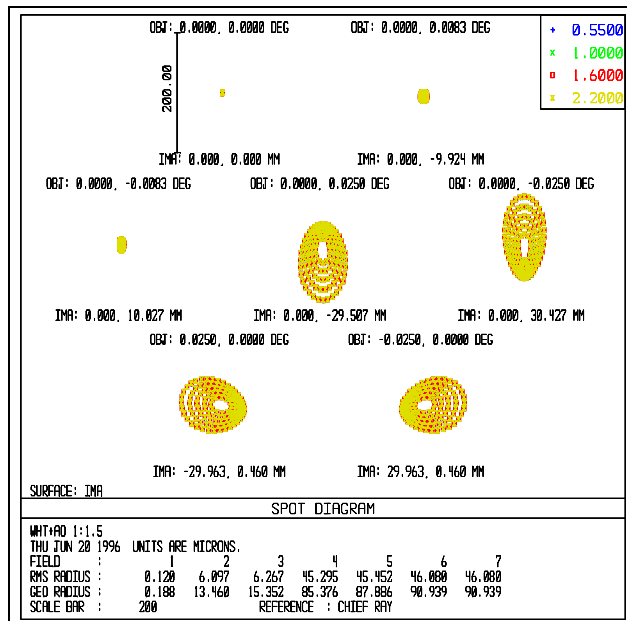 OBJ: 0.0000, 0.0000 DEG
OBJ: 0.0000, 0.0083 DEG
+ 0.5500
× 1.0000
□ 1.6000
¤ 2.2000
200.00
IMA: 0.000, 0.000 MM
IMA: 0.000, -9.924 MM
OBJ: 0.0000, -0.0083 DEG
OBJ: 0.0000, 0.0250 DEG
OBJ: 0.0000, -0.0250 DEG
IMA: 0.000, 10.027 MM
IMA: 0.000, -29.507 MM
IMA: 0.000, 30.427 MM
OBJ: 0.0250, 0.0000 DEG
OBJ: -0.0250, 0.0000 DEG
IMA: -29.963, 0.460 MM
IMA: 29.963, 0.460 MM
SURFACE: IMA
SPOT DIAGRAM
WHT+AO 1:1.5
THU JUN 20 1996 UNITS ARE MICRONS.
FIELD : 1 2 3 4 5 6 7
RMS RADIUS : 0.120 6.097 6.267 45.295 45.452 46.080 46.080
GEO RADIUS : 0.188 13.460 15.352 85.376 87.886 90.939 90.939
SCALE BAR : 200 REFERENCE : CHIEF RAY